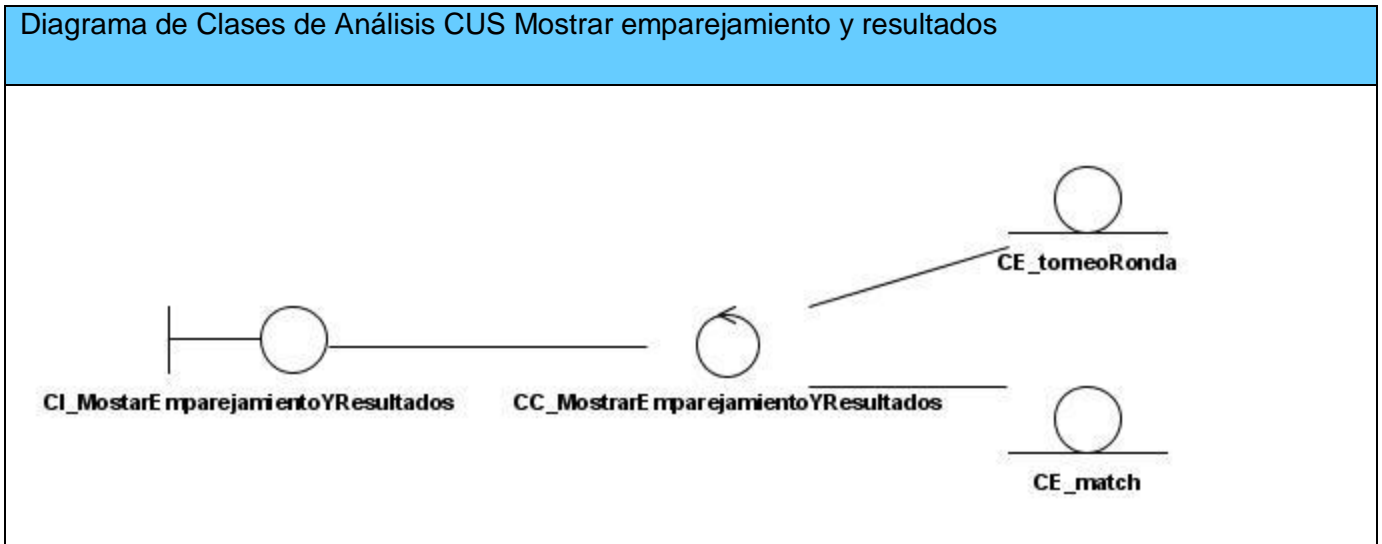 Diagrama de Clases de Análisis CUS Mostrar emparejamiento y resultados
CE_torneoRonda
CI_MostarEmparejamientoYResultados
CC_MostrarEmparejamientoYResultados
CE_match